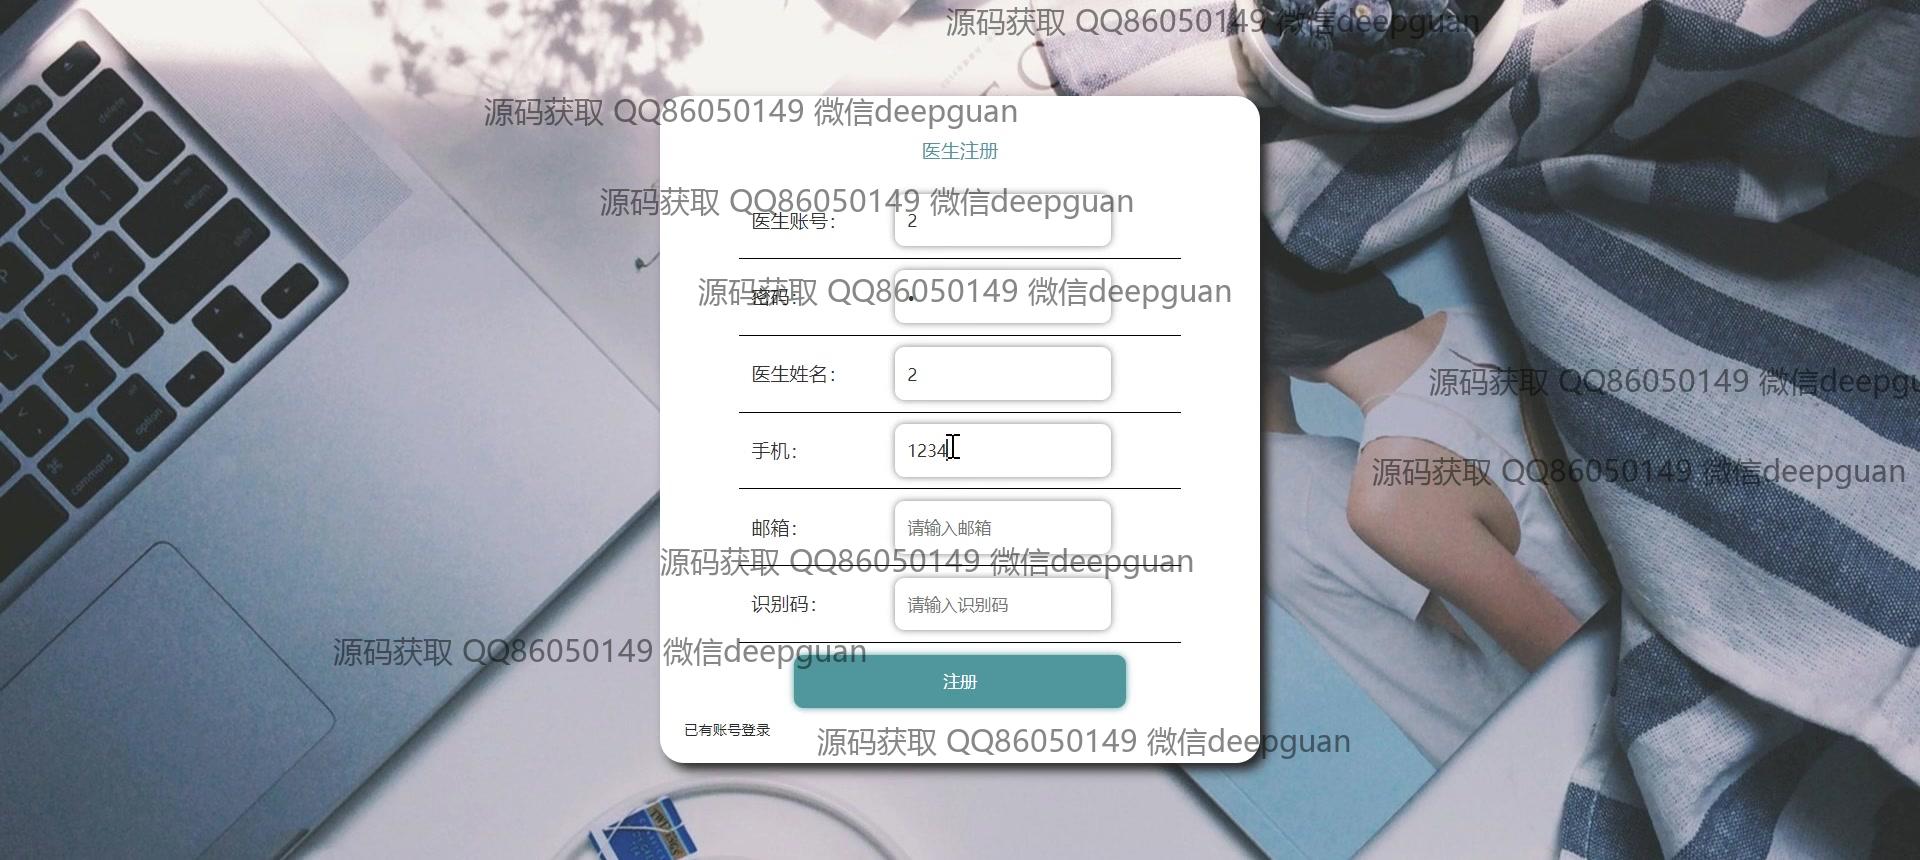 源码获取 QQ86050149 微信deepguan
源码获取 QQ86050149 微信deepguan
医生注册
源码获取 QQ86050149 微信deepguan
医生账号： 2
源码获取 QQ86050149 微信deepguan
密码： •
医生姓名： 2
源码获取 QQ86050149 微信deepgu
手机： 1234
源码获取 QQ86050149 微信deepguan
邮箱： 请输入邮箱
源码获取 QQ86050149 微信deepguan
识别码： 请输入识别码
源码获取 QQ86050149 微信deepguan
注册
已有账号登录
源码获取 QQ86050149 微信deepguan
delete
return
shift
option
command